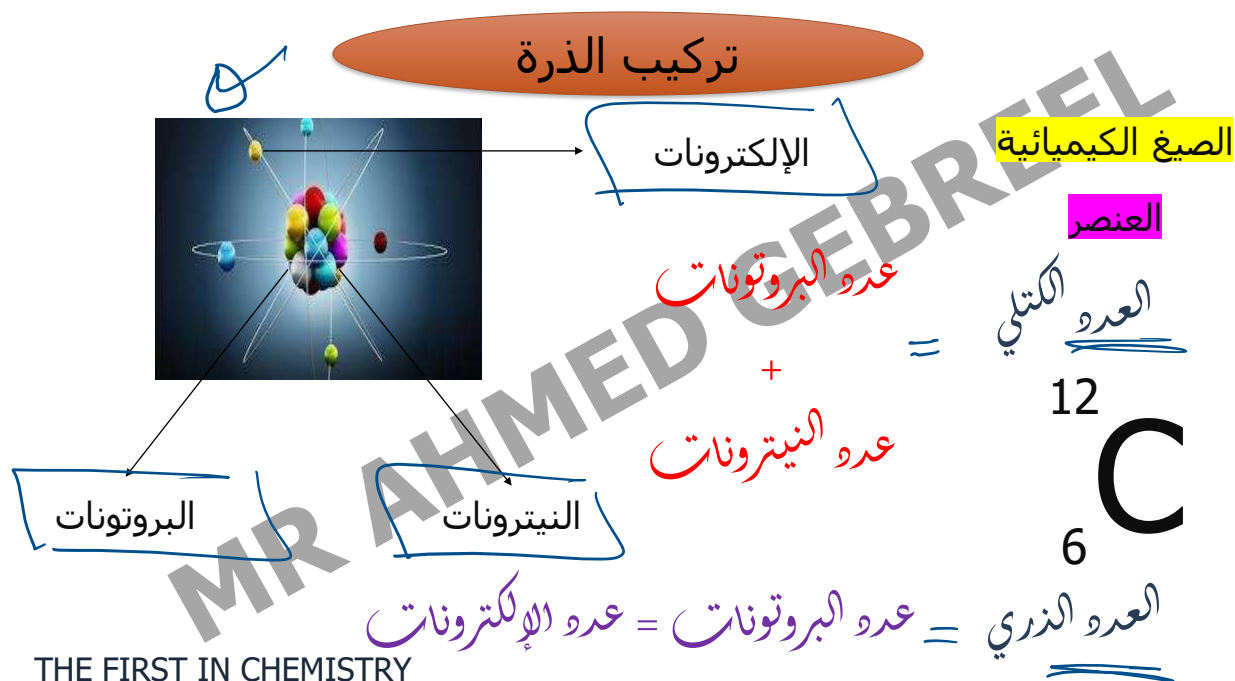 تركيب الذرة
الإلكترونات
الصيغ الكيميائية
العنصر
العدد الكتلي = عدد البروتونات
+
عدد النيترونات
12
C
6
البروتونات
النيترونات
العدد الذري = عدد البروتونات = عدد الإلكترونات
MR AHMED GEBREEL
THE FIRST IN CHEMISTRY